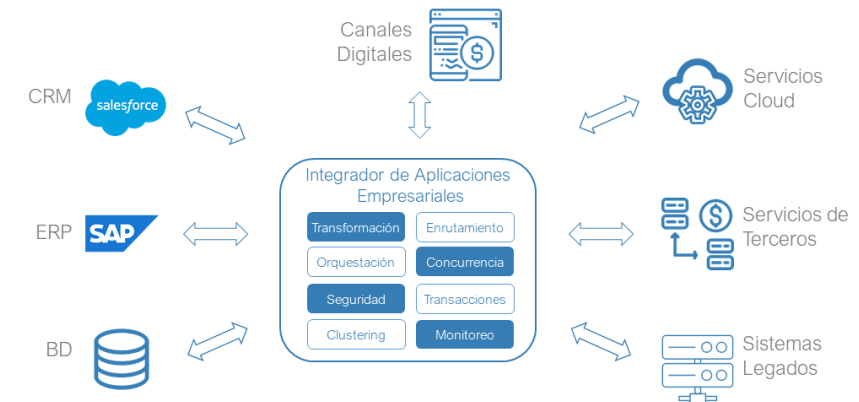 Canales
Digitales
CRM
salesforce
Servicios
Cloud
Integrador de Aplicaciones
Empresariales
Transformación
Enrutamiento
Orquestación
Concurrencia
Seguridad
Transacciones
Clustering
Monitoreo
ERP
SAP
Servicios de
Terceros
BD
Sistemas
Legados